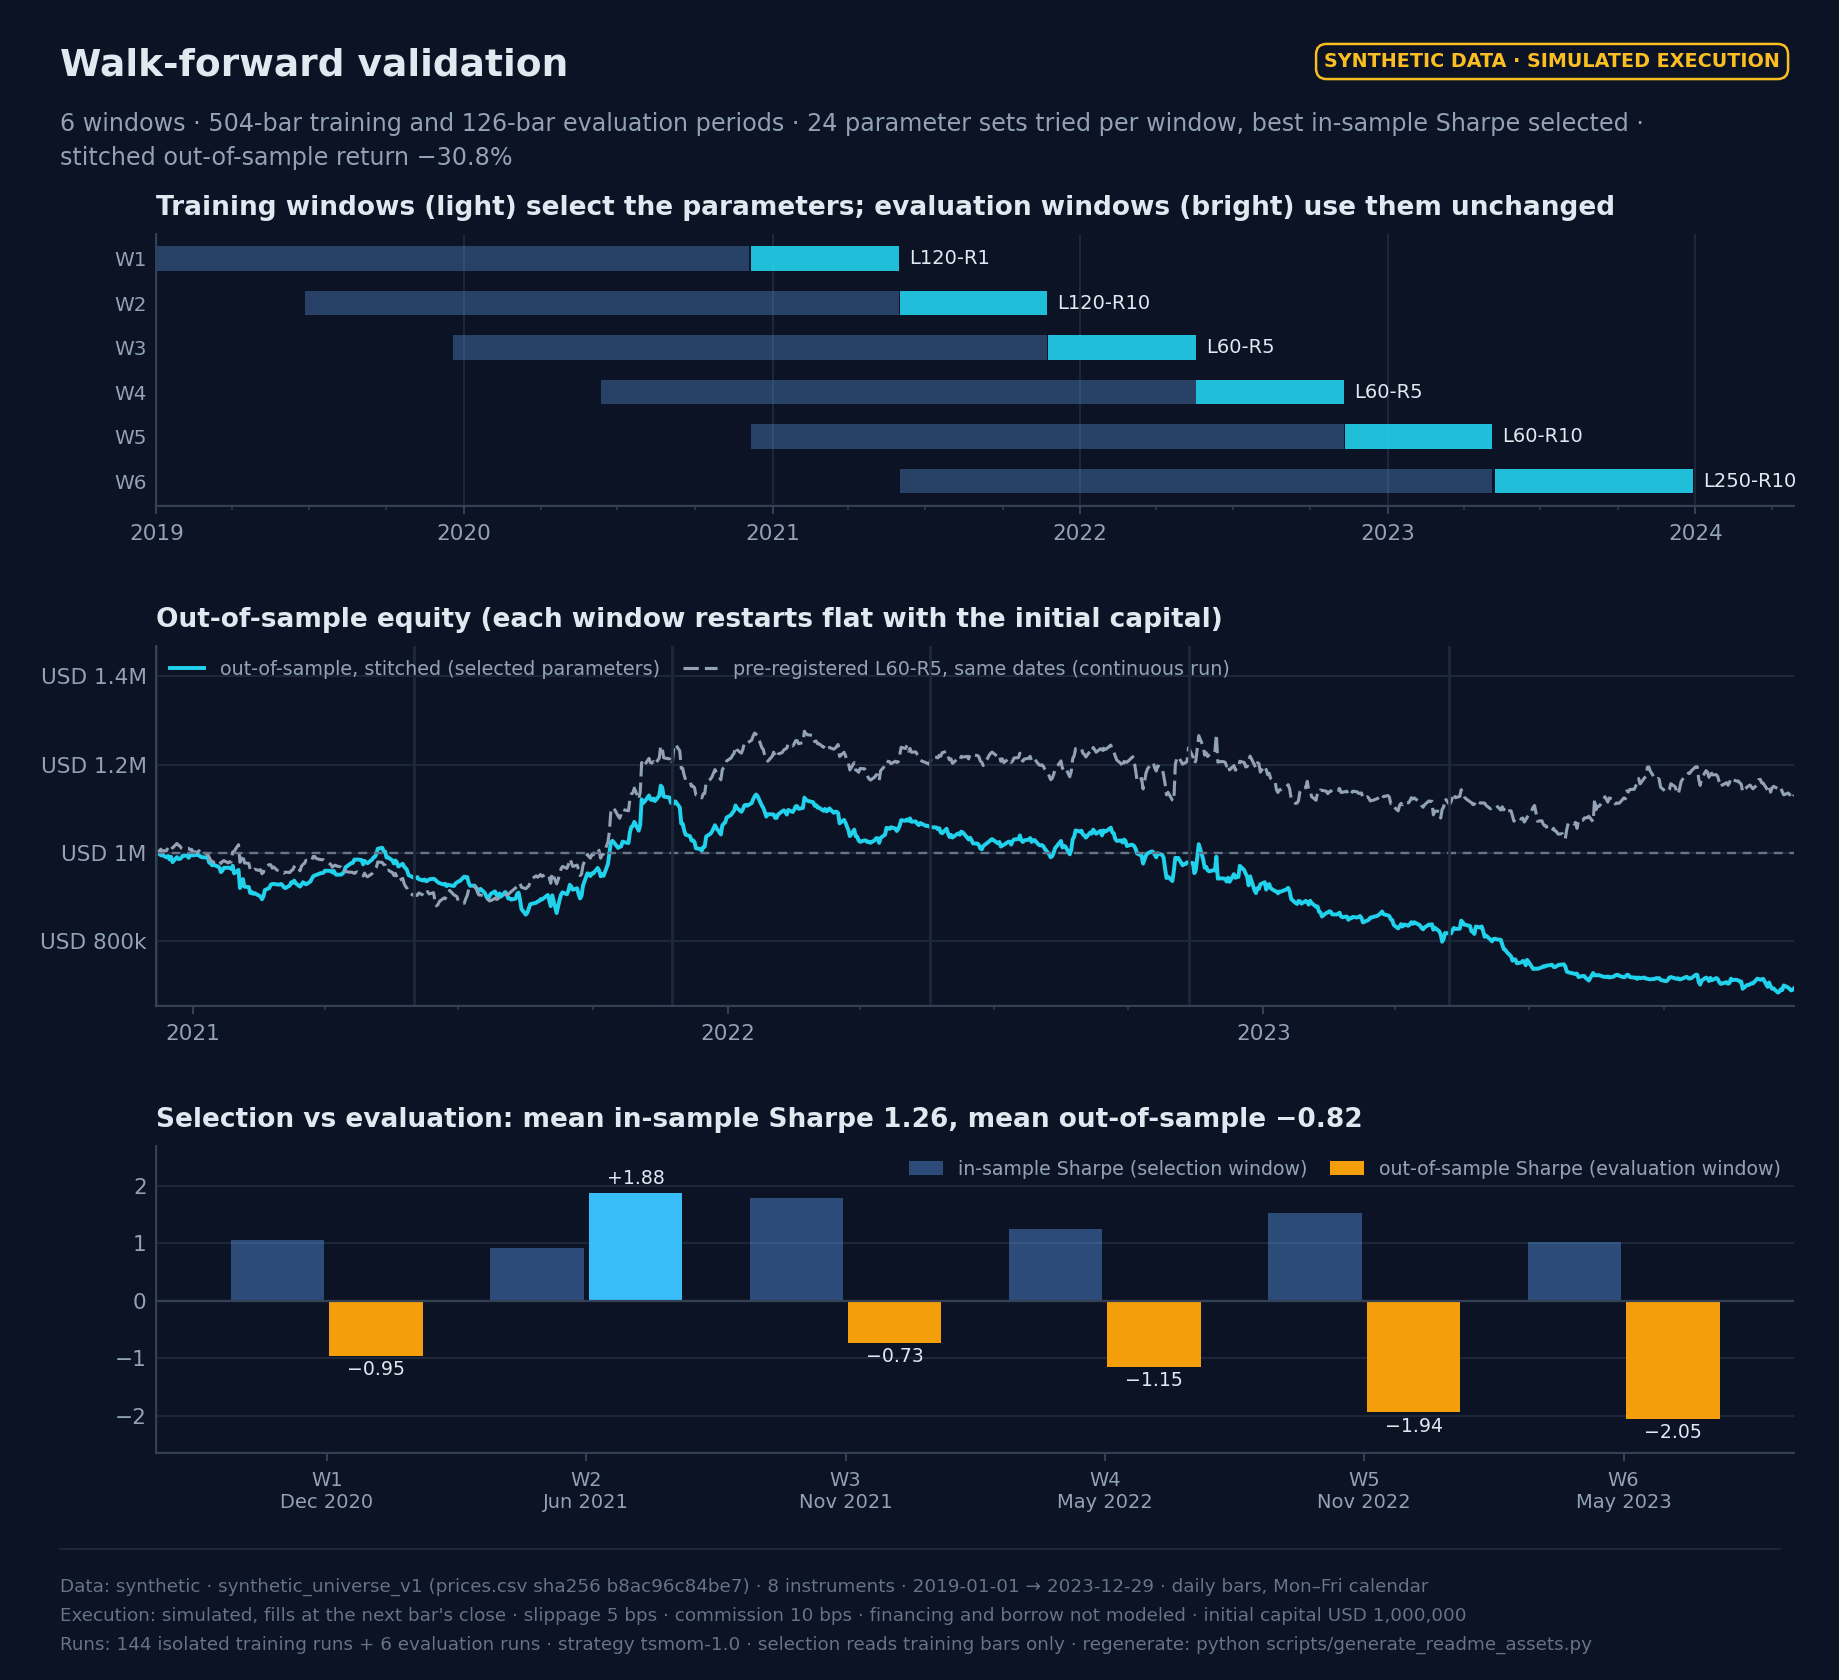 Walk-forward validation
SYNTHETIC DATA · SIMULATED EXECUTION
6 windows · 504-bar training and 126-bar evaluation periods · 24 parameter sets tried per window, best in-sample Sharpe selected ·
stitched out-of-sample return −30.8%
Training windows (light) select the parameters; evaluation windows (bright) use them unchanged
W1
L120-R1
W2
L120-R10
W3
L60-R5
W4
L60-R5
W5
L60-R10
W6
L250-R10
2019
2020
2021
2022
2023
2024
Out-of-sample equity (each window restarts flat with the initial capital)
out-of-sample, stitched (selected parameters)
pre-registered L60-R5, same dates (continuous run)
USD 1.4M
USD 1.2M
USD 1M
USD 800k
2021
2022
2023
Selection vs evaluation: mean in-sample Sharpe 1.26, mean out-of-sample −0.82
in-sample Sharpe (selection window)
out-of-sample Sharpe (evaluation window)
2
1
0
−1
−2
−0.95
+1.88
−0.73
−1.15
−1.94
−2.05
W1
Dec 2020
W2
Jun 2021
W3
Nov 2021
W4
May 2022
W5
Nov 2022
W6
May 2023
Data: synthetic · synthetic_universe_v1 (prices.csv sha256 b8ac96c84be7) · 8 instruments · 2019-01-01 → 2023-12-29 · daily bars, Mon–Fri calendar
Execution: simulated, fills at the next bar's close · slippage 5 bps · commission 10 bps · financing and borrow not modeled · initial capital USD 1,000,000
Runs: 144 isolated training runs + 6 evaluation runs · strategy tsmom-1.0 · selection reads training bars only · regenerate: python scripts/generate_readme_assets.py